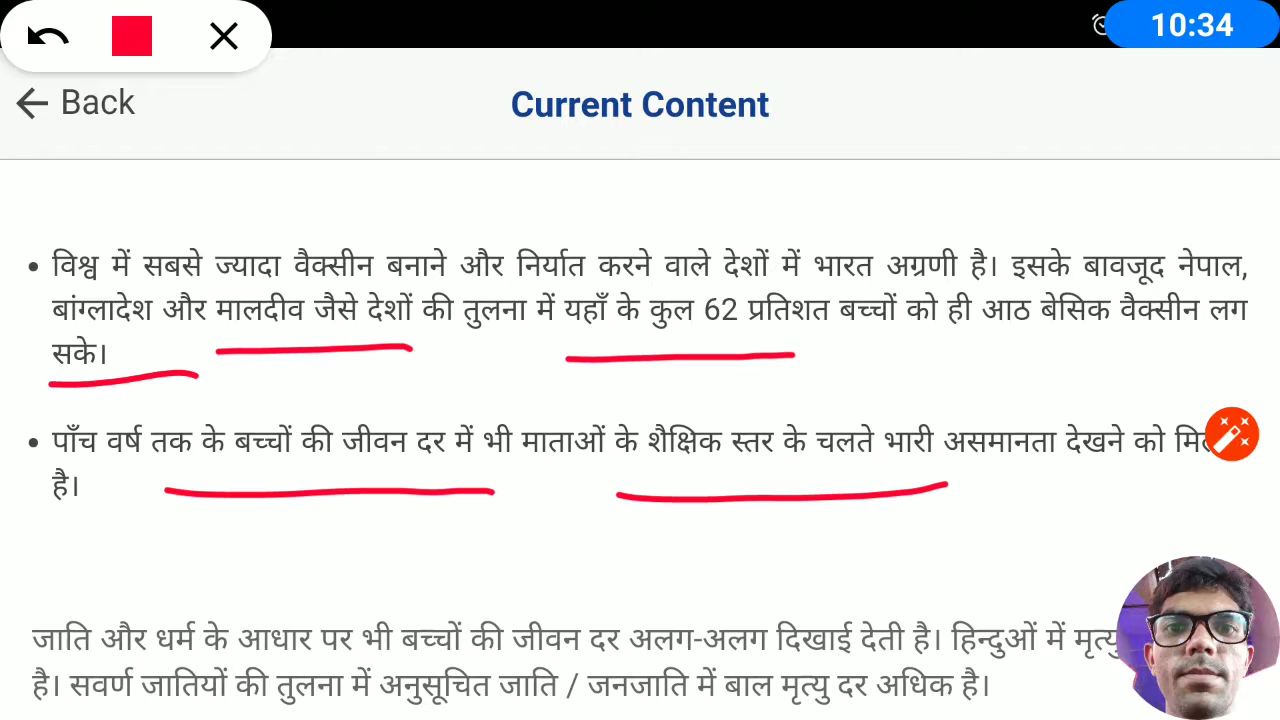 10:34
Back
Current Content
• विश्व में सबसे ज्यादा वैक्सीन बनाने और निर्यात करने वाले देशों में भारत अग्रणी है। इसके बावजूद नेपाल,
बांग्लादेश और मालदीव जैसे देशों की तुलना में यहाँ के कुल 62 प्रतिशत बच्चों को ही आठ बेसिक वैक्सीन लग
सके।
• पाँच वर्ष तक के बच्चों की जीवन दर में भी माताओं के शैक्षिक स्तर के चलते भारी असमानता देखने को
है।
जाति और धर्म के आधार पर भी बच्चों की जीवन दर अलग-अलग दिखाई देती है। हिन्दुओं में
है। सवर्ण जातियों की तुलना में अनुसूचित जाति / जनजाति में बाल मृत्यु दर अधिक है।